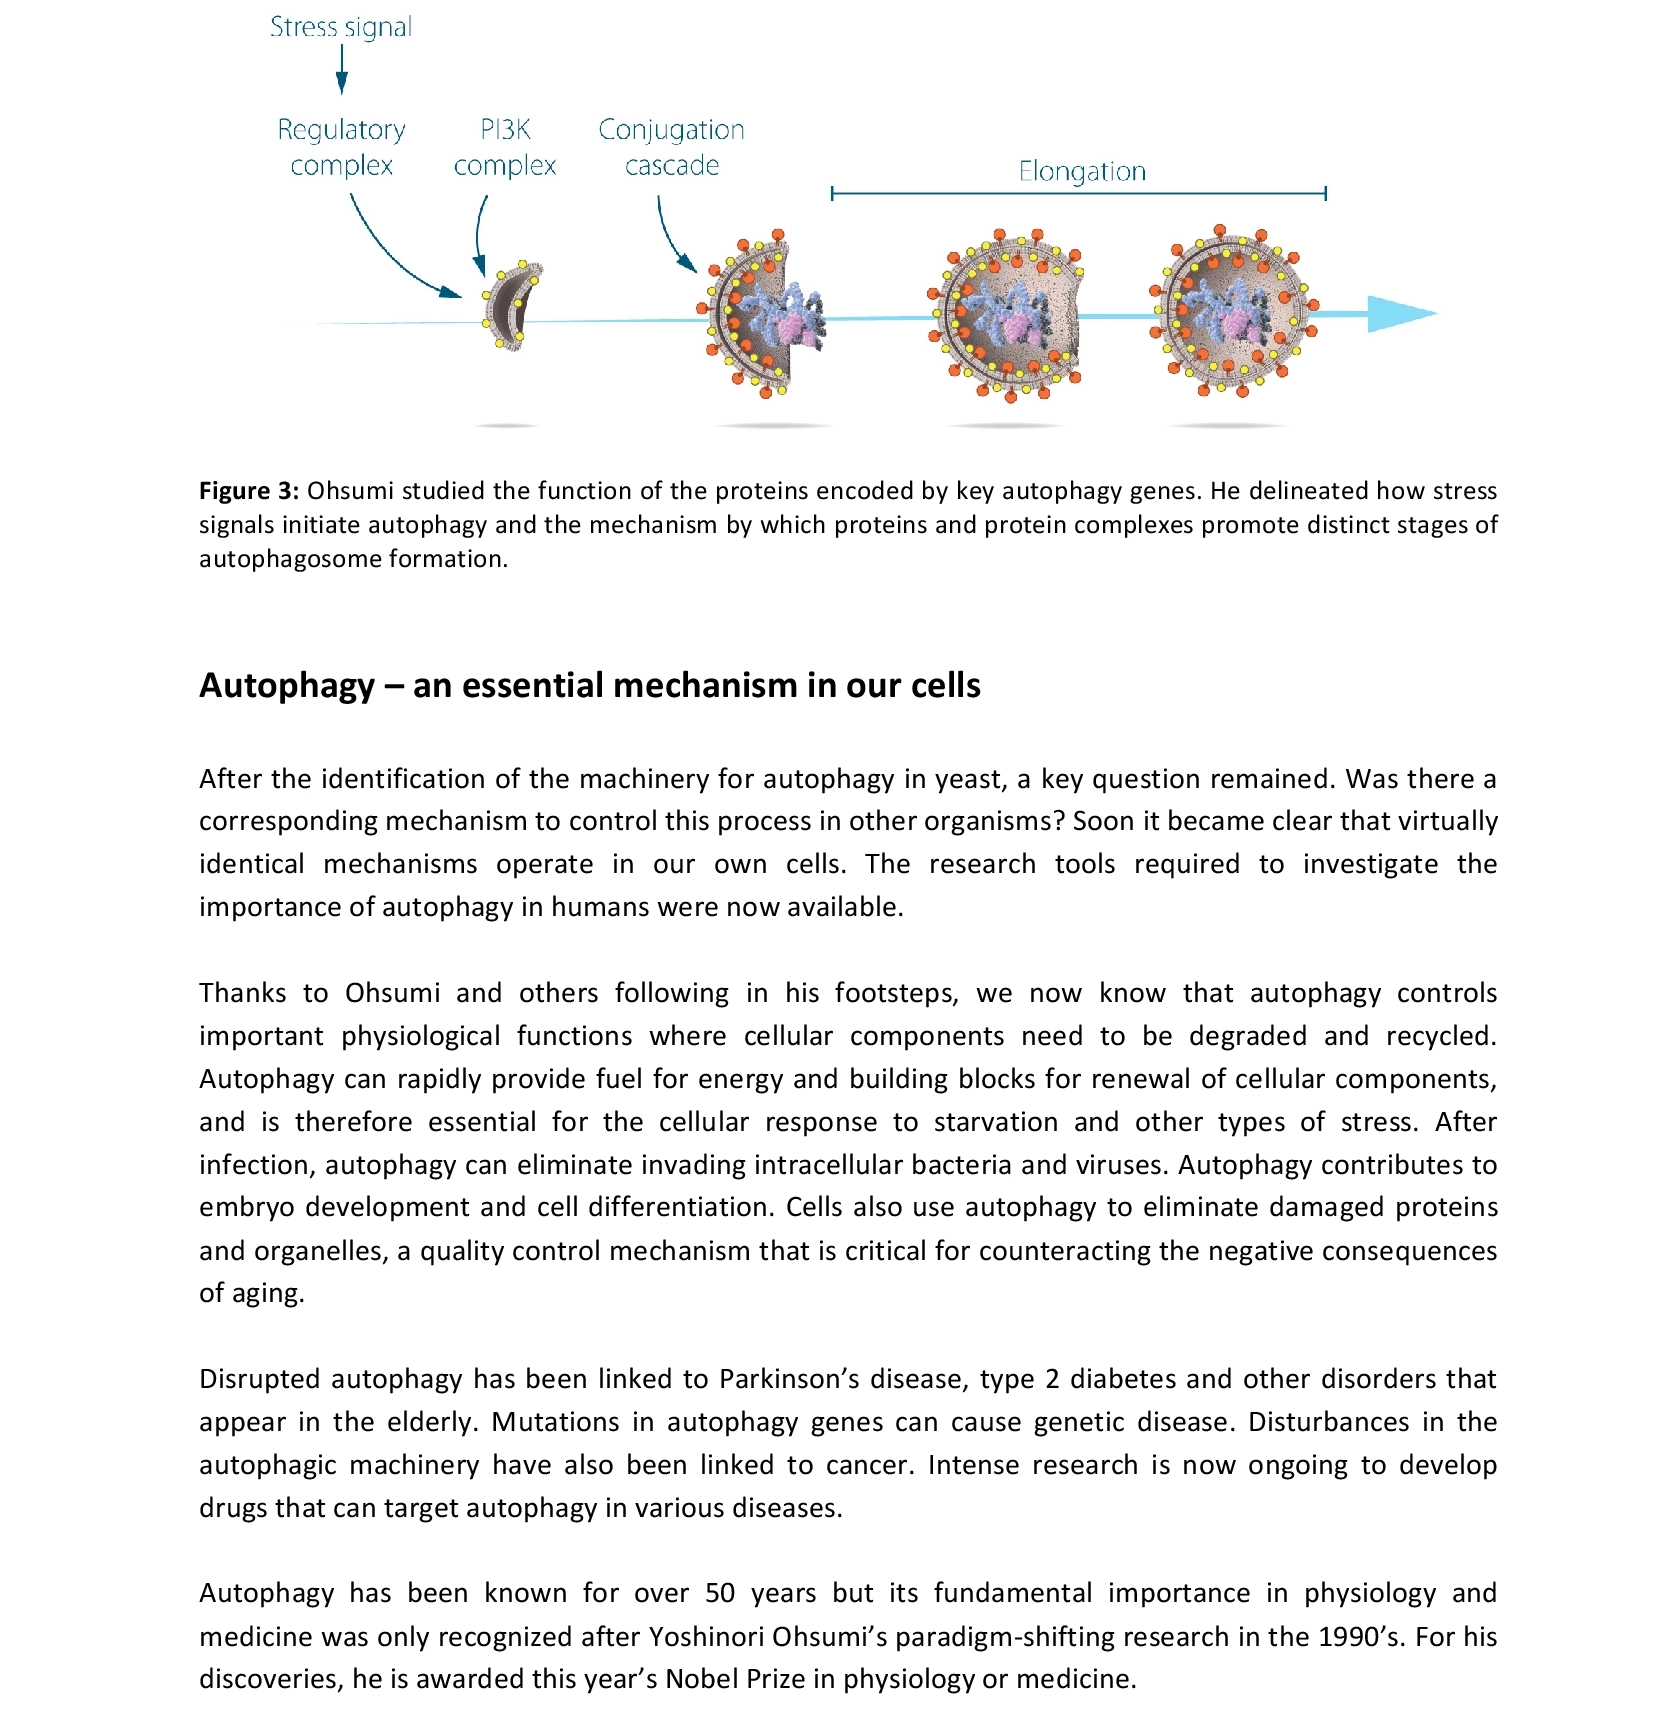 Stress signal
Regulatory
complex
PI3K
complex
Conjugation
cascade
Elongation
Figure 3: Ohsumi studied the function of the proteins encoded by key autophagy genes. He delineated how stress
signals initiate autophagy and the mechanism by which proteins and protein complexes promote distinct stages of
autophagosome formation.
Autophagy – an essential mechanism in our cells
After the identification of the machinery for autophagy in yeast, a key question remained. Was there a
corresponding mechanism to control this process in other organisms? Soon it became clear that virtually
identical mechanisms operate in our own cells. The research tools required to investigate the
importance of autophagy in humans were now available.
Thanks to Ohsumi and others following in his footsteps, we now know that autophagy controls
important physiological functions where cellular components need to be degraded and recycled.
Autophagy can rapidly provide fuel for energy and building blocks for renewal of cellular components,
and is therefore essential for the cellular response to starvation and other types of stress. After
infection, autophagy can eliminate invading intracellular bacteria and viruses. Autophagy contributes to
embryo development and cell differentiation. Cells also use autophagy to eliminate damaged proteins
and organelles, a quality control mechanism that is critical for counteracting the negative consequences
of aging.
Disrupted autophagy has been linked to Parkinson’s disease, type 2 diabetes and other disorders that
appear in the elderly. Mutations in autophagy genes can cause genetic disease. Disturbances in the
autophagic machinery have also been linked to cancer. Intense research is now ongoing to develop
drugs that can target autophagy in various diseases.
Autophagy has been known for over 50 years but its fundamental importance in physiology and
medicine was only recognized after Yoshinori Ohsumi’s paradigm-shifting research in the 1990’s. For his
discoveries, he is awarded this year’s Nobel Prize in physiology or medicine.